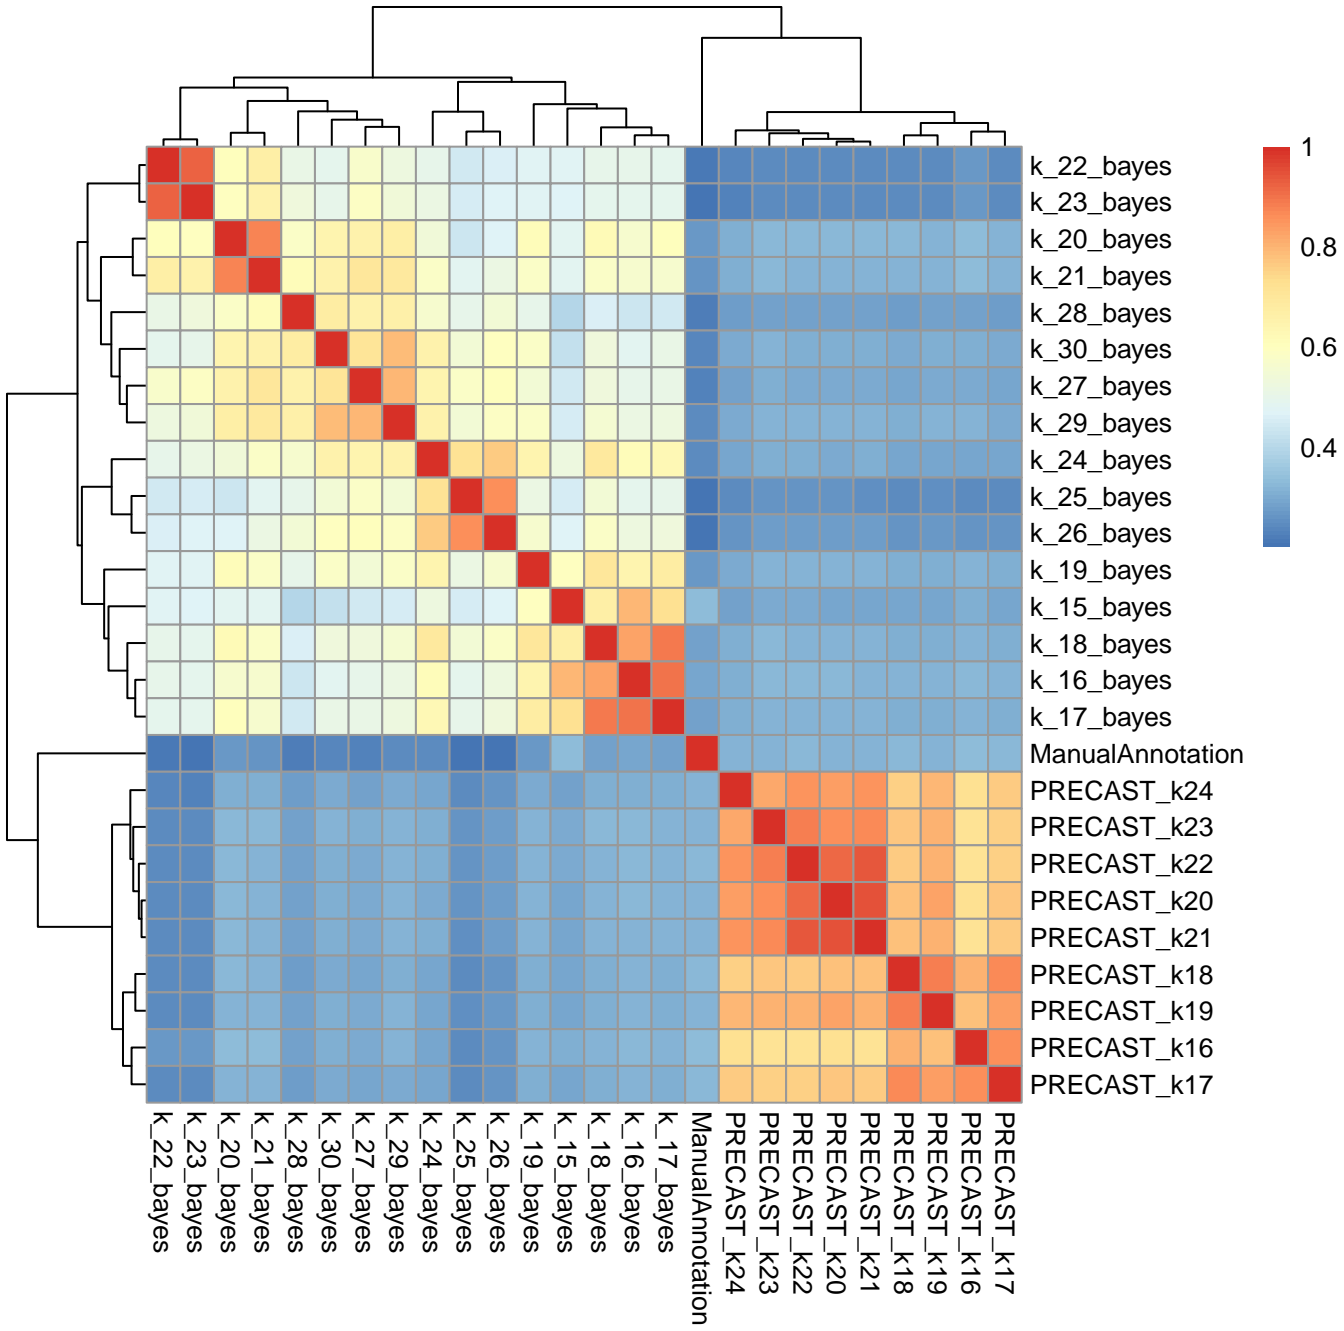 1
0.8
0.6
0.4
k_22_bayes
k_23_bayes
k_20_bayes
k_21_bayes
k_28_bayes
k_30_bayes
k_27_bayes
k_29_bayes
k_24_bayes
k_25_bayes
k_26_bayes
k_19_bayes
k_15_bayes
k_18_bayes
k_16_bayes
k_17_bayes
ManualAnnotation
PRECAST_k24
PRECAST_k23
PRECAST_k22
PRECAST_k20
PRECAST_k21
PRECAST_k18
PRECAST_k19
PRECAST_k16
PRECAST_k17
k_22_bayes
k_23_bayes
k_20_bayes
k_21_bayes
k_28_bayes
k_30_bayes
k_27_bayes
k_29_bayes
k_24_bayes
k_25_bayes
k_26_bayes
k_19_bayes
k_15_bayes
k_18_bayes
k_16_bayes
k_17_bayes
ManualAnnotation
PRECAST_k24
PRECAST_k23
PRECAST_k22
PRECAST_k20
PRECAST_k21
PRECAST_k18
PRECAST_k19
PRECAST_k16
PRECAST_k17